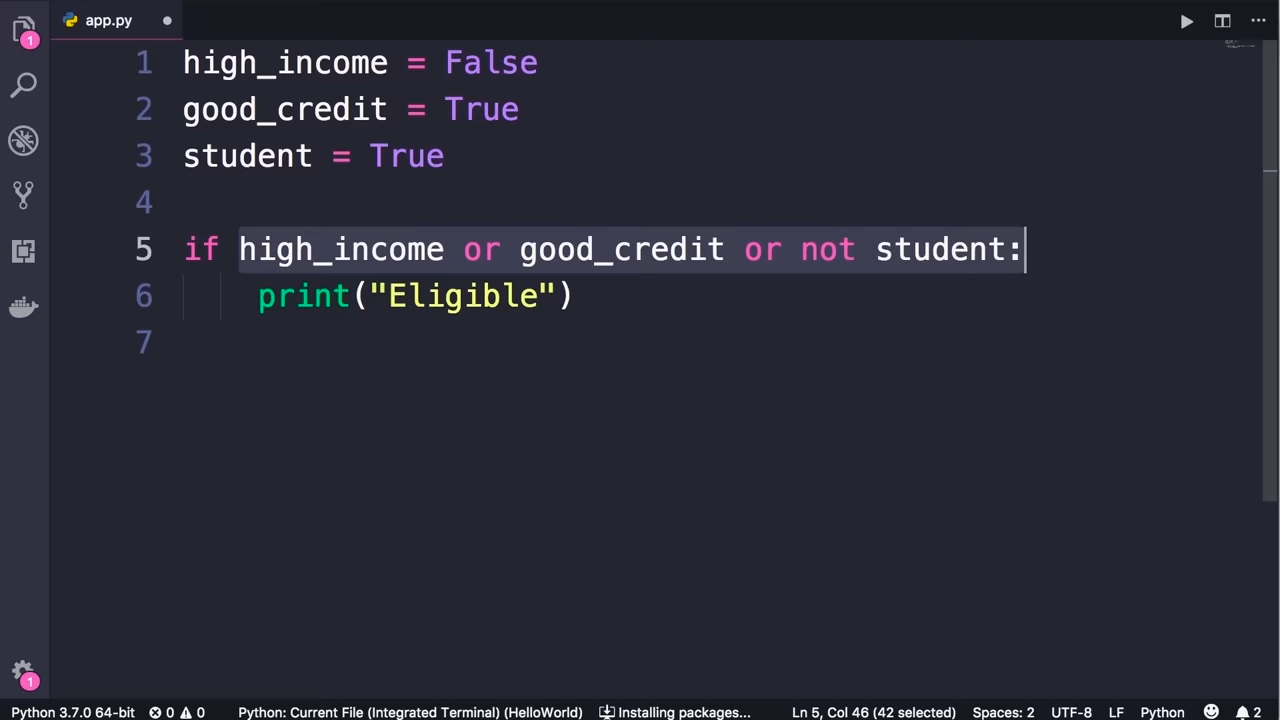 app.py
1 high_income = False
2 good_credit = True
3 student = True
4
5 if high_income or good_credit or not student:
6 print("Eligible")
7
1
1
Python 3.7.0 64-bit 0 0 Python: Current File (Integrated Terminal) (HelloWorld) Installing packages... Ln 5, Col 46 (42 selected) Spaces: 2 UTF-8 LF Python 2